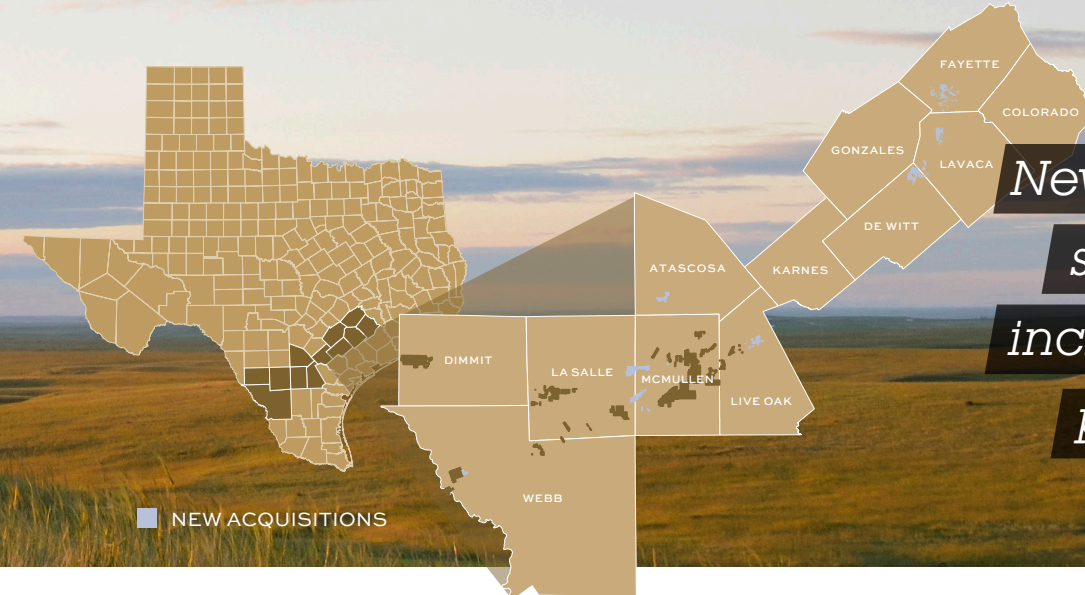 FAYETTE
COLORADO
GONZALES
LAVACA
DE WITT
KARNES
ATASCOSA
DIMMIT
LA SALLE
MCMULLEN
LIVE OAK
WEBB
NEW ACQUISITIONS